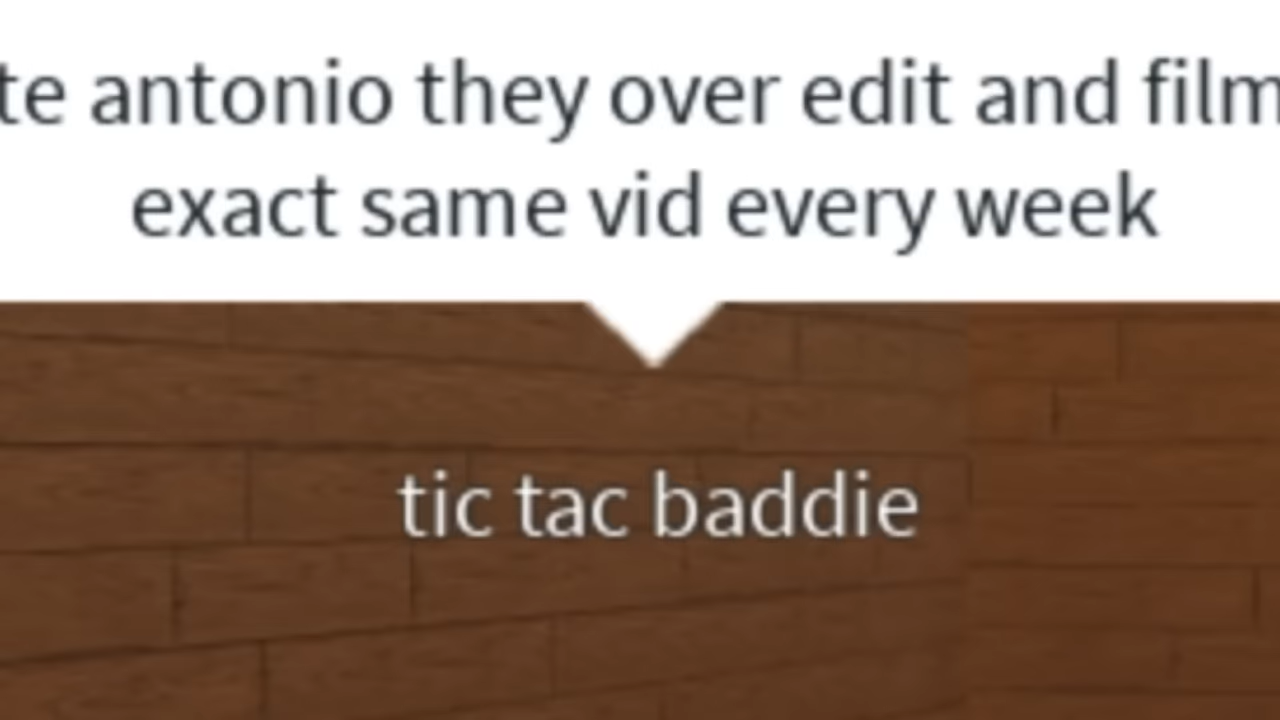 te antonio they over edit and film
exact same vid every week
tic tac baddie